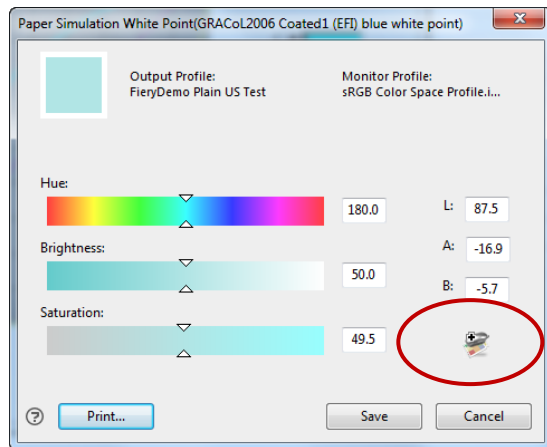 Paper Simulation White Point(GRACoL2006 Coated1 (EFI) blue white point)
Output Profile:
FieryDemo Plain US Test
Monitor Profile:
sRGB Color Space Profile.i...
Hue:
180.0
L: 87.5
Brightness:
A: -16.9
50.0
B: -5.7
Saturation:
49.5
? Print...
Save
Cancel